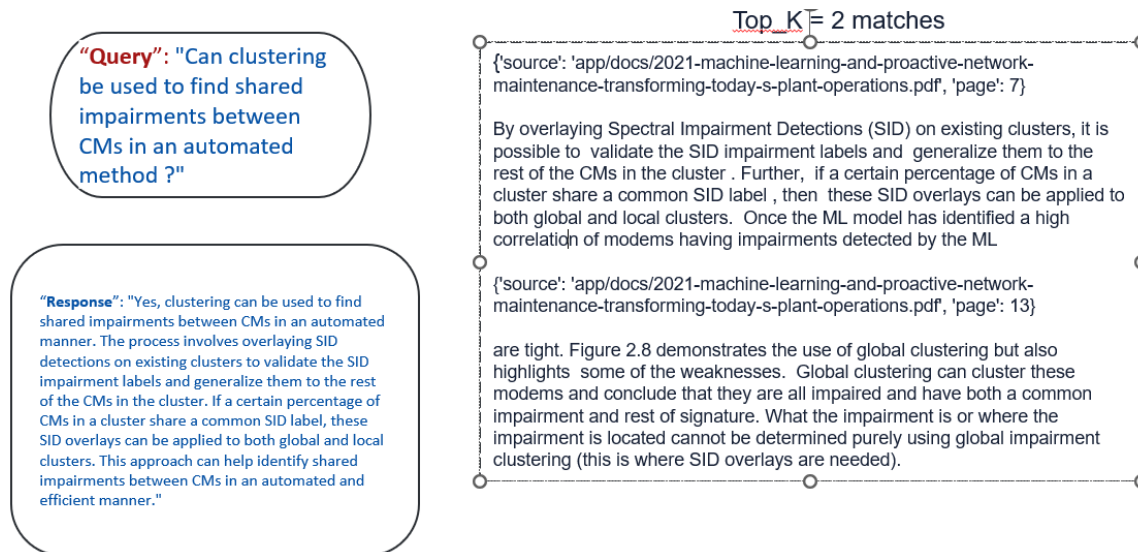 “Query”: "Can clustering
be used to find shared
impairments between
CMs in an automated
method ?"
“Response”: "Yes, clustering can be used to find
shared impairments between CMs in an automated
manner. The process involves overlaying SID
detections on existing clusters to validate the SID
impairment labels and generalize them to the rest
of the CMs in the cluster. If a certain percentage of
CMs in a cluster share a common SID label, these
SID overlays can be applied to both global and local
clusters. This approach can help identify shared
impairments between CMs in an automated and
efficient manner."
Top_K = 2 matches
{'source': 'app/docs/2021-machine-learning-and-proactive-network-
maintenance-transforming-today-s-plant-operations.pdf', 'page': 7}
By overlaying Spectral Impairment Detections (SID) on existing clusters, it is
possible to  validate the SID impairment labels and  generalize them to the
rest of the CMs in the cluster . Further,  if a certain percentage of CMs in a
cluster share a common SID label , then  these SID overlays can be applied to
both global and local clusters.  Once the ML model has identified a high
correlation of modems having impairments detected by the ML
{'source': 'app/docs/2021-machine-learning-and-proactive-network-
maintenance-transforming-today-s-plant-operations.pdf', 'page': 13}
are tight. Figure 2.8 demonstrates the use of global clustering but also
highlights  some of the weaknesses.  Global clustering can cluster these
modems and conclude that they are all impaired and have both a common
impairment and rest of signature. What the impairment is or where the
impairment is located cannot be determined purely using global impairment
clustering (this is where SID overlays are needed).